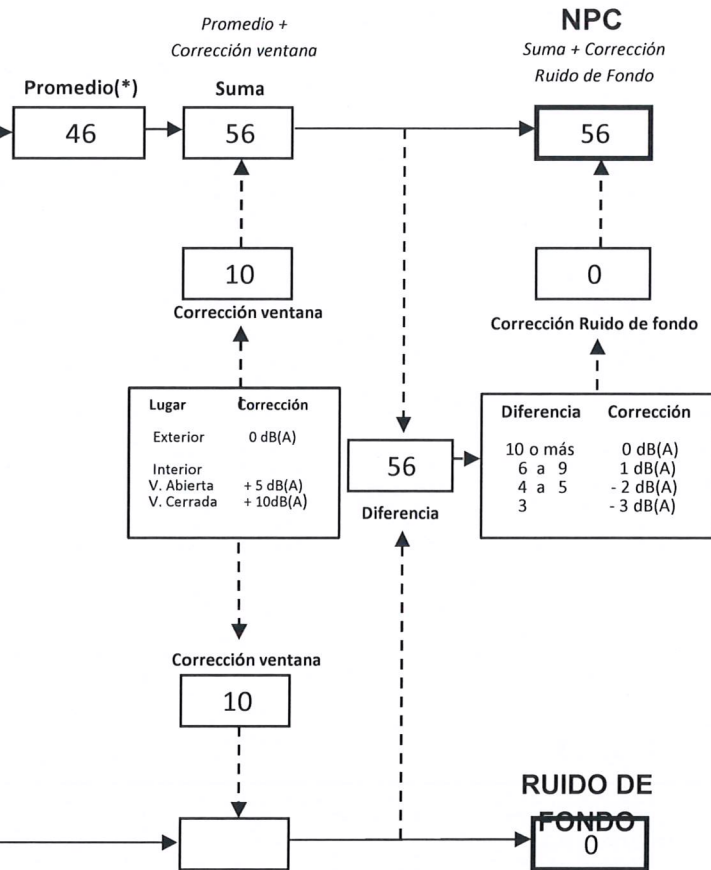 Promedio +
Corrección ventana
NPC
Suma + Corrección
Ruido de Fondo
Promedio(*)
Suma
46
56
56
10
0
Corrección ventana
Corrección Ruido de fondo
Lugar Corrección
Exterior 0 dB(A)
Interior
V. Abierta + 5 dB(A)
V. Cerrada + 10dB(A)
56
Diferencia
Diferencia Corrección
10 o más 0 dB(A)
6 a 9 1 dB(A)
4 a 5 - 2 dB(A)
3 - 3 dB(A)
Corrección ventana
10
RUIDO DE
FONDO
0